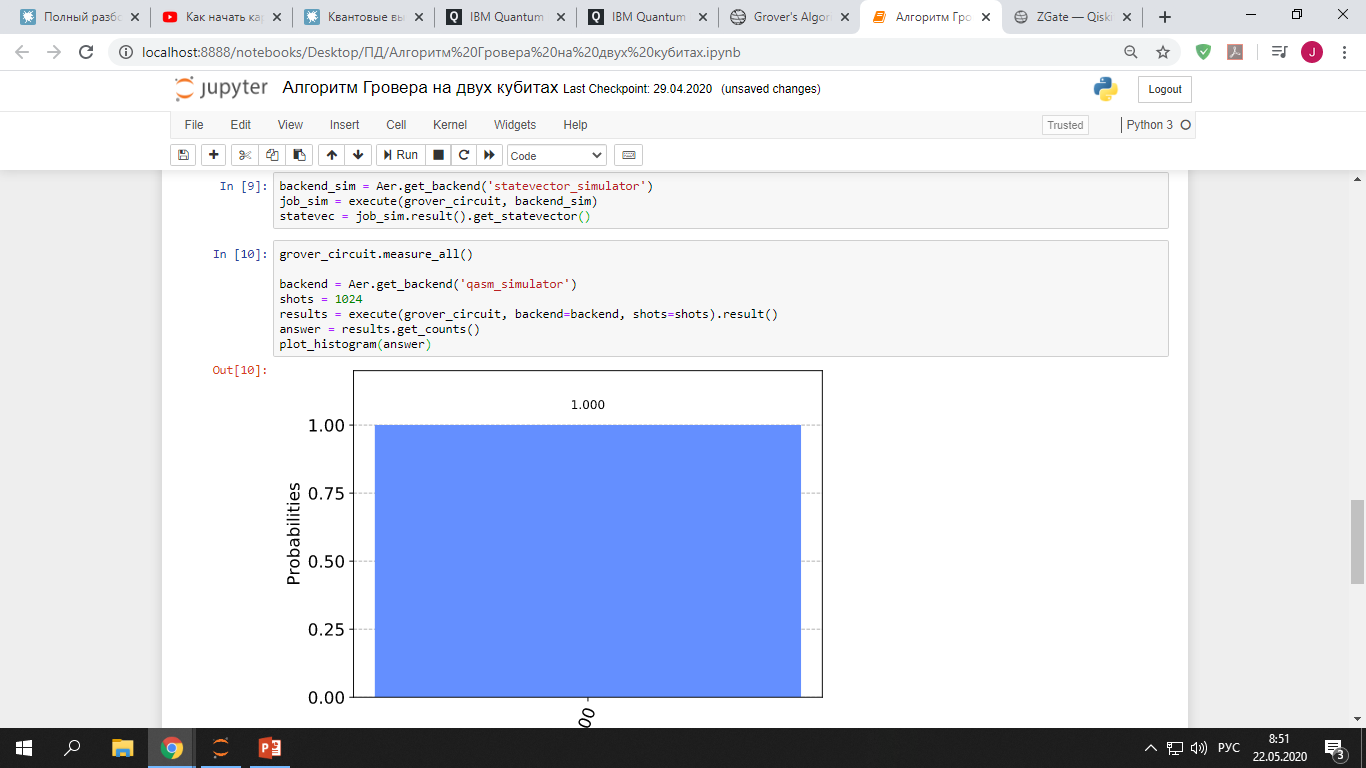 Полный разбо
Как начать ка
Квантовые вы
IBM Quantum
IBM Quantum
Grover's Algor
Алгоритм Гро
ZGate — Qiski
localhost:8888/notebooks/Desktop/ПД/Алгоритм%20Гровера%20на%20двух%20кубитах.ipynb
J
jupyter Алгоритм Гровера на двух кубитах Last Checkpoint: 29.04.2020 (unsaved changes)
Logout
File Edit View Insert Cell Kernel Widgets Help
Trusted
Python 3
Run
Code
In [9]: backend_sim = Aer.get_backend('statevector_simulator')
job_sim = execute(grover_circuit, backend_sim)
statevec = job_sim.result().get_statevector()
In [10]: grover_circuit.measure_all()
backend = Aer.get_backend('qasm_simulator')
shots = 1024
results = execute(grover_circuit, backend=backend, shots=shots).result()
answer = results.get_counts()
plot_histogram(answer)
Out[10]:
1.000
1.00
0.75
0.50
0.25
0.00
Probabilities
00
РУС
8:51
22.05.2020
3